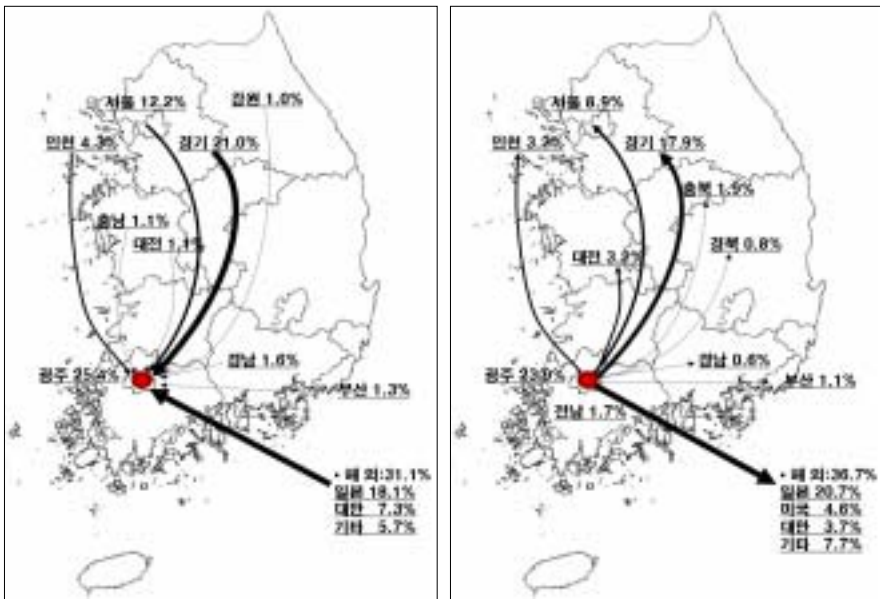 서울 12.2%
강원 1.0%
인천 4.3%
경기 21.0%
충남 1.1%
대전 1.1%
경남 1.6%
광주 25.4%
부산 1.3%
해 외:31.1%
일본 18.1%
대만 7.3%
기타 5.7%
서울 8.9%
인천 3.2%
경기 17.9%
충북 1.9%
경북 0.8%
대전 3.2%
경남 0.6%
광주
부산 1.1%
전남 1.7%
해 외:36.7%
일본 20.7%
미국 4.6%
대만 3.7%
기타 7.7%